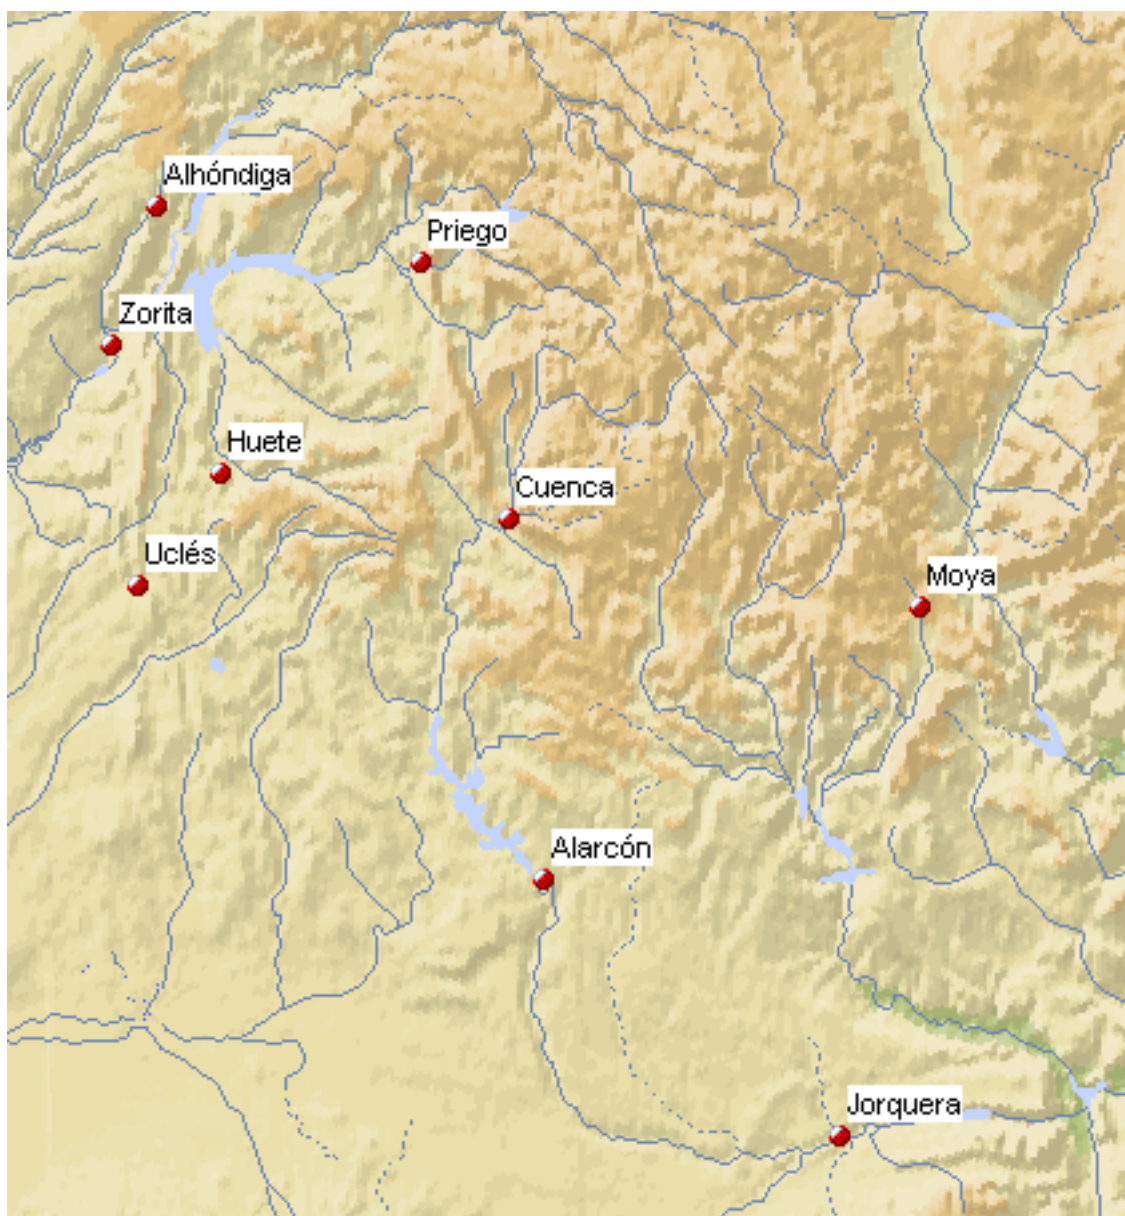 Alhóndiga
Priego
Zorita
Huete
Cuenca
Uclés
Moya
Alarcón
Jorquera